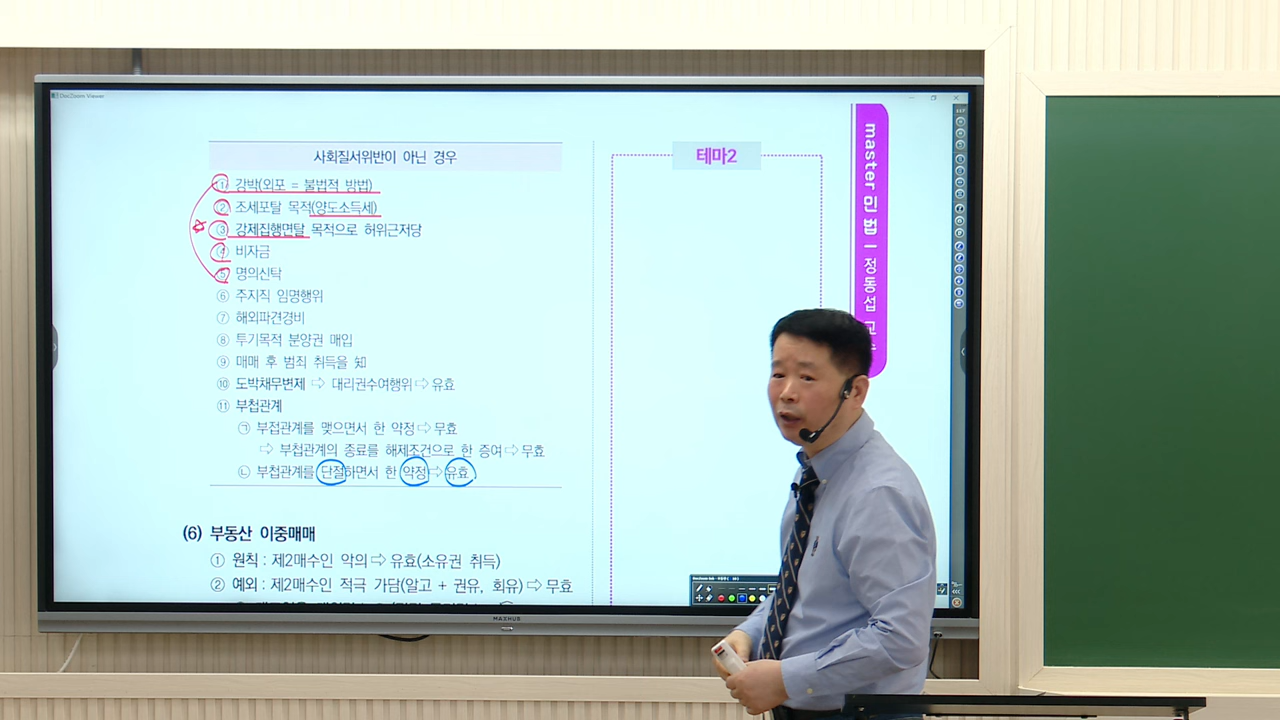 DocZoom Viewer
사회질서위반이 아닌 경우
① 강박(외포 = 불법적 방법)
② 조세포탈 목적(양도소득세)
③ 강제집행면탈 목적으로 허위근저당
④ 비자금
⑤ 명의신탁
⑥ 주지직 임명행위
⑦ 해외파견경비
⑧ 투기목적 분양권 매입
⑨ 매매 후 범죄 취득을 知
⑩ 도박채무변제 ⇨ 대리권수여행위 ⇨ 유효
⑪ 부첩관계
㉠ 부첩관계를 맺으면서 한 약정 ⇨ 무효
⇨ 부첩관계의 종료를 해제조건으로 한 증여 ⇨ 무효
㉡ 부첩관계를 단절하면서 한 약정 ⇨ 유효
(6) 부동산 이중매매
① 원칙 : 제2매수인 악의 ⇨ 유효(소유권 취득)
② 예외 : 제2매수인 적극 가담(알고 + 권유, 회유) ⇨ 무효
테마2
master 민법 | 정동섭 교수
MAXHUB